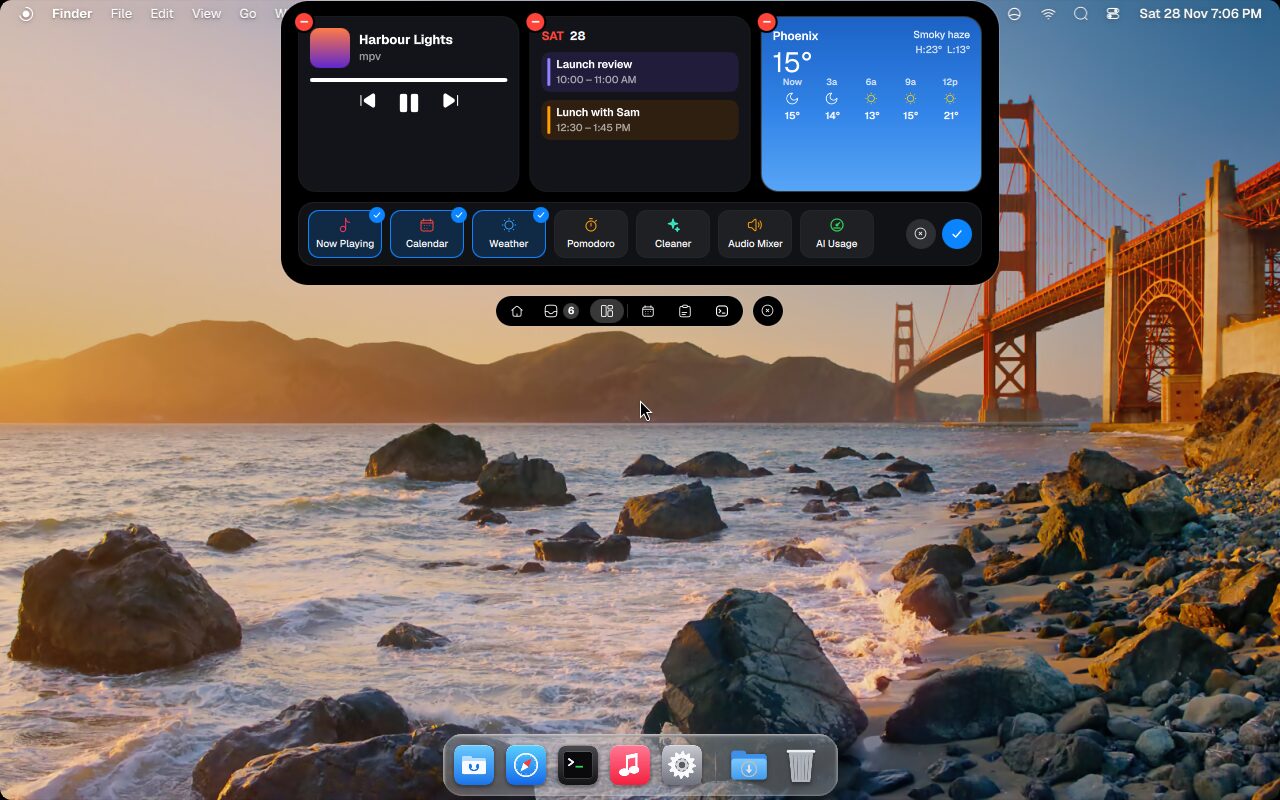 Finder File Edit View Go W
Sat 28 Nov 7:06 PM
Harbour Lights
mpv
SAT 28
Launch review
10:00 – 11:00 AM
Lunch with Sam
12:30 – 1:45 PM
Phoenix
Smoky haze
15°
H:23° L:13°
Now 3a 6a 9a 12p
15° 14° 13° 15° 21°
Now Playing
Calendar
Weather
Pomodoro
Cleaner
Audio Mixer
AI Usage
6